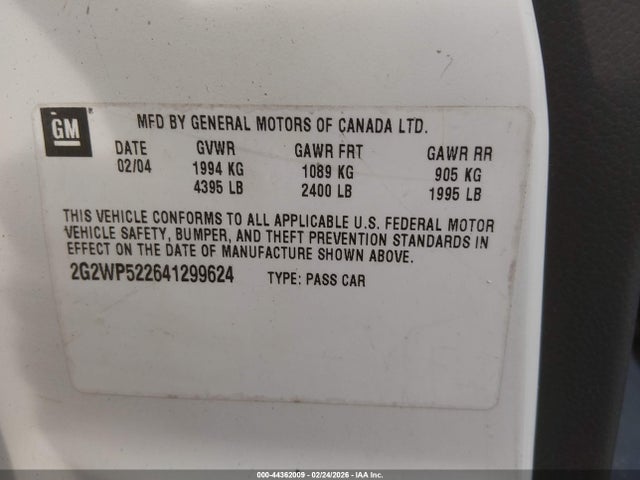 GM
MFD BY GENERAL MOTORS OF CANADA LTD.
DATE GVWR GAWR FRT GAWR RR
02/04 1994 KG 1089 KG 905 KG
4395 LB 2400 LB 1995 LB
THIS VEHICLE CONFORMS TO ALL APPLICABLE U.S. FEDERAL MOTOR
VEHICLE SAFETY, BUMPER, AND THEFT PREVENTION STANDARDS IN
EFFECT ON THE DATE OF MANUFACTURE SHOWN ABOVE.
2G2WP522641299624 TYPE: PASS CAR
000-44362009 - 02/24/2026 - IAA Inc.